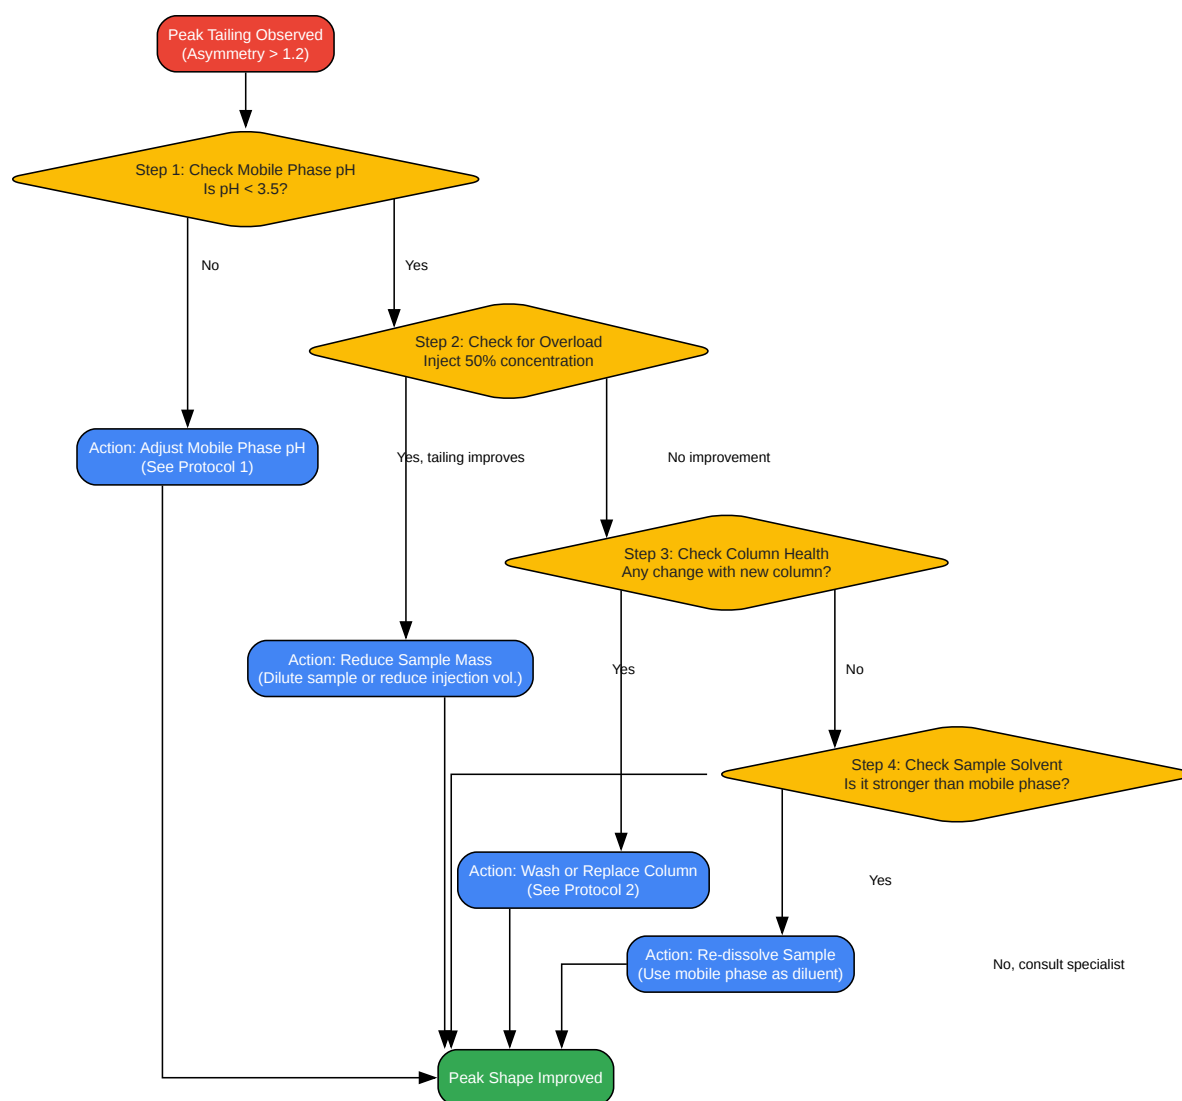 Peak Tailing Observed
(Asymmetry > 1.2)
Step 1: Check Mobile Phase pH
Is pH < 3.5?
No
Yes
Step 2: Check for Overload
Inject 50% concentration
Action: Adjust Mobile Phase pH
(See Protocol 1)
Yes, tailing improves
No improvement
Step 3: Check Column Health
Any change with new column?
Action: Reduce Sample Mass
(Dilute sample or reduce injection vol.)
Yes
No
Step 4: Check Sample Solvent
Is it stronger than mobile phase?
Action: Wash or Replace Column
(See Protocol 2)
Yes
Action: Re-dissolve Sample
(Use mobile phase as diluent)
No, consult specialist
Peak Shape Improved